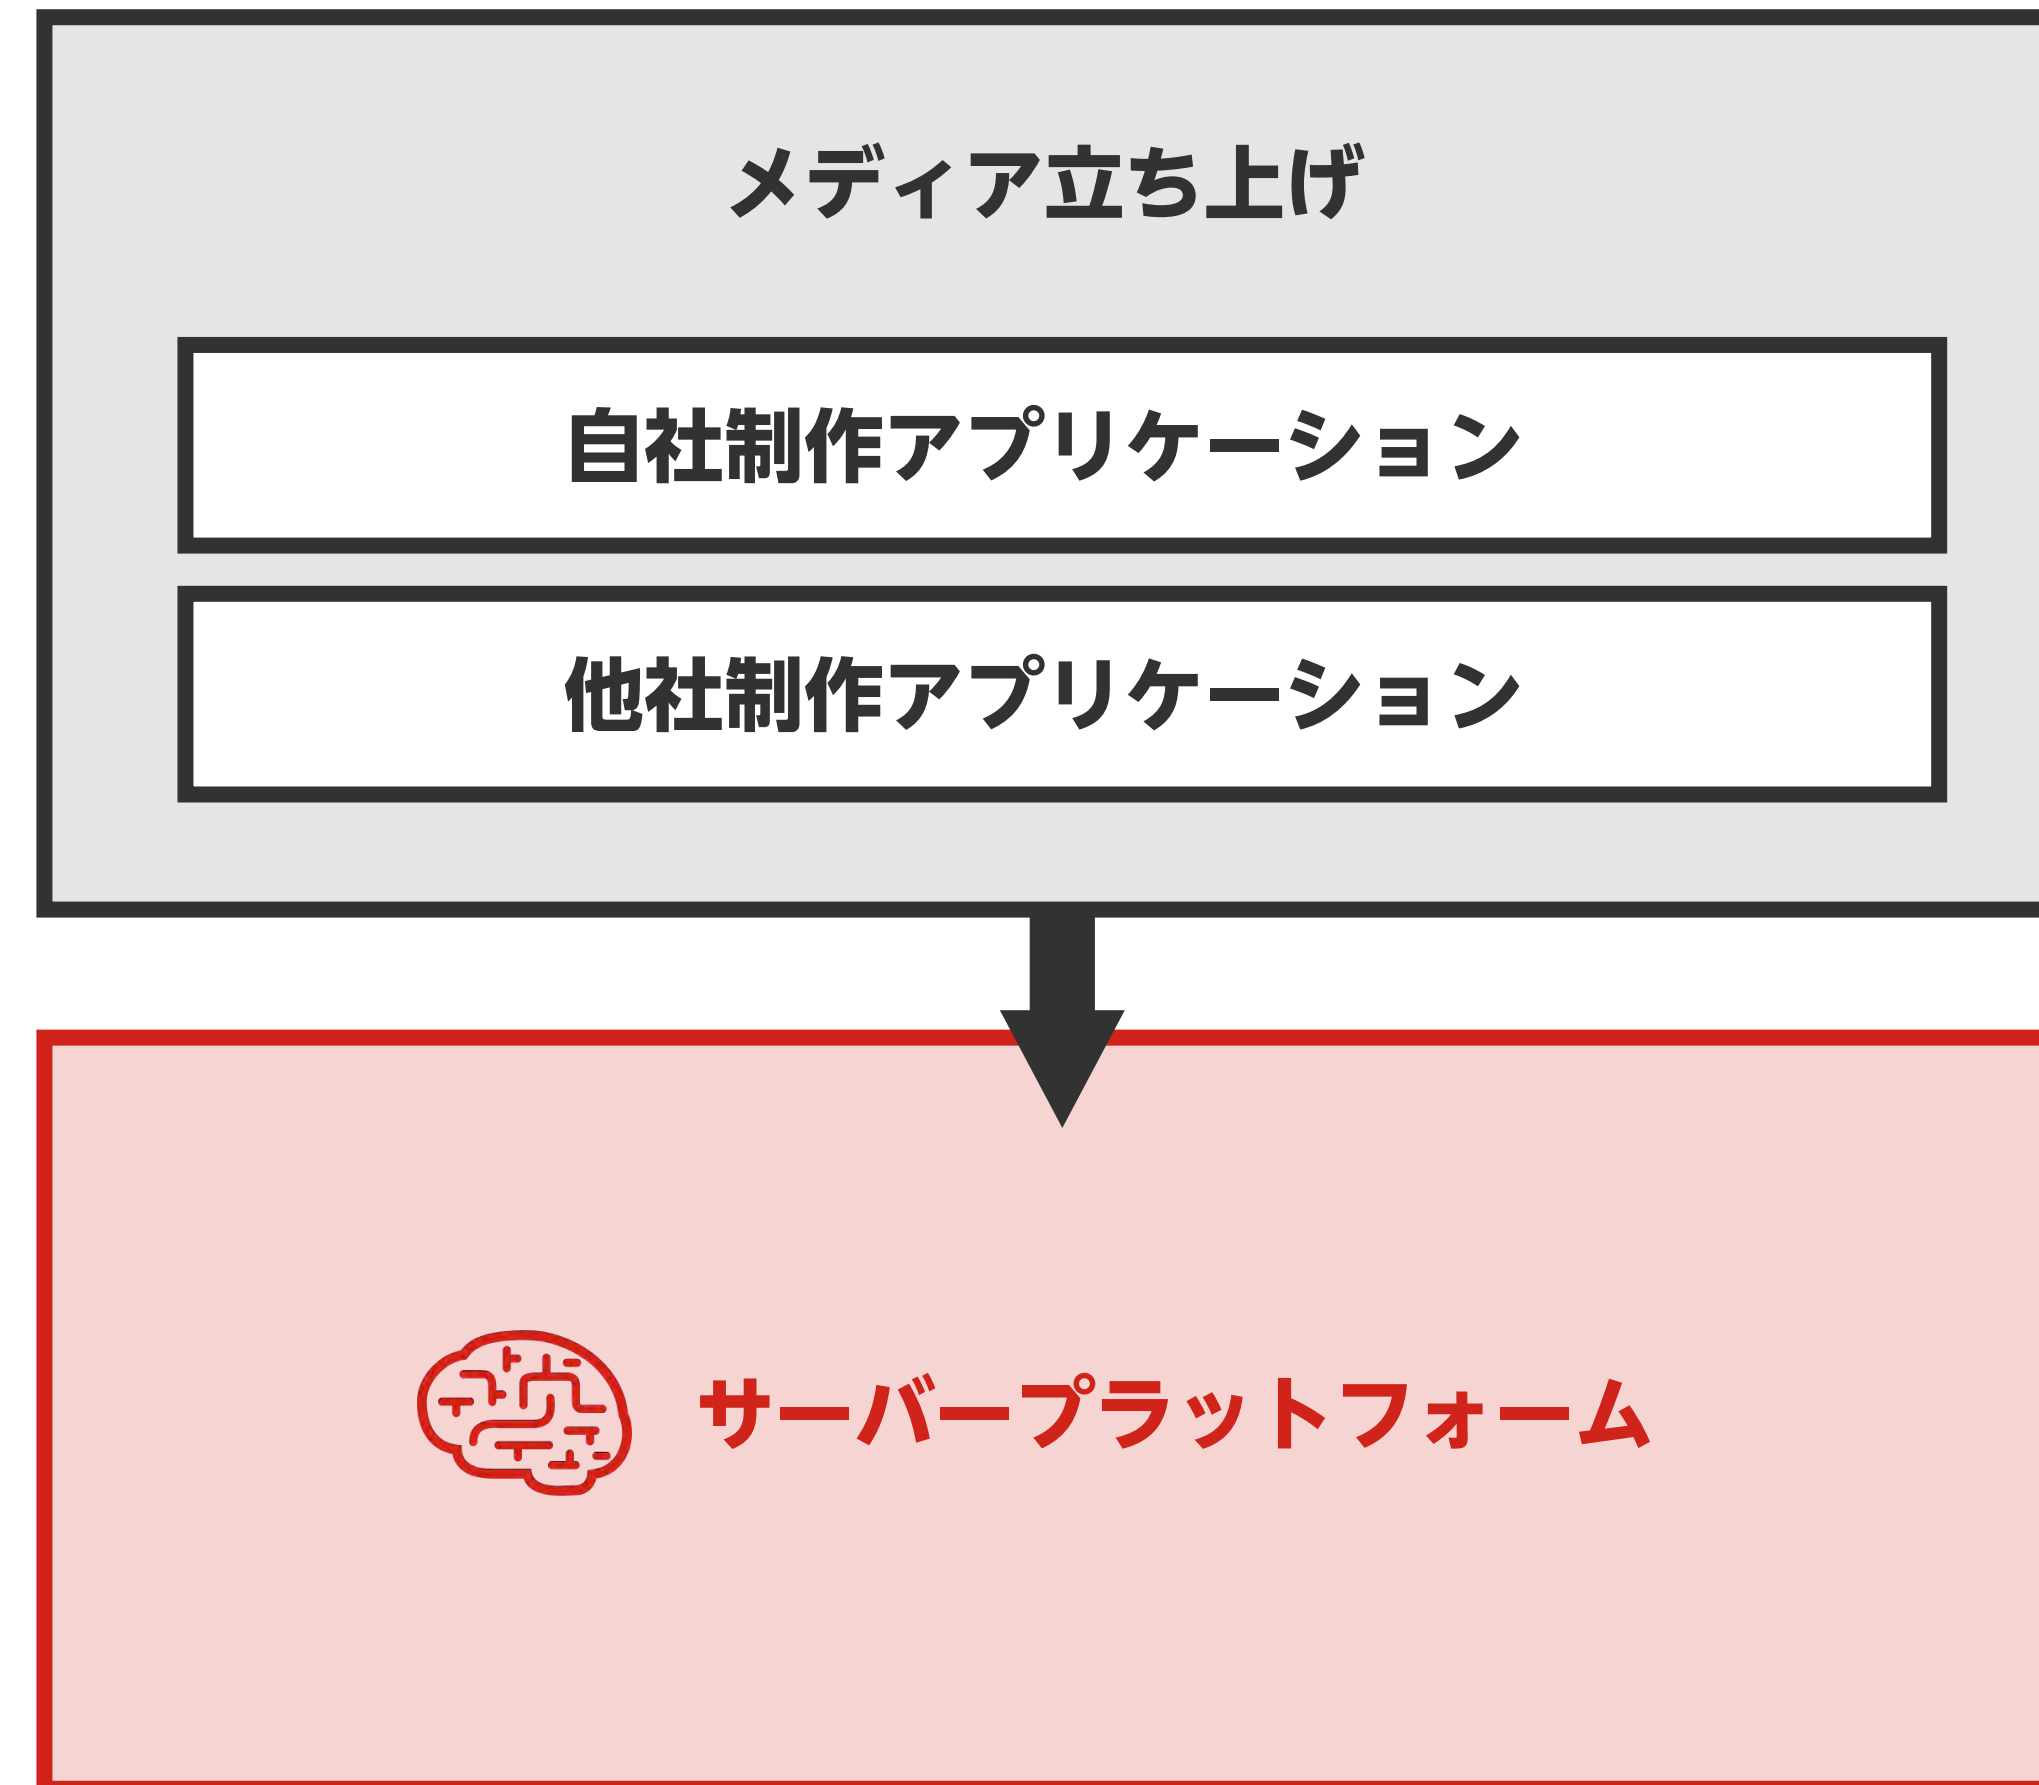 メディア立ち上げ
自社制作アプリケーション
他社制作アプリケーション
サーバープラットフォーム